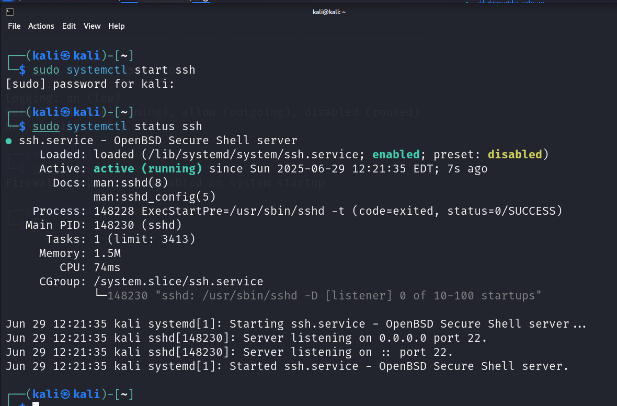 kali@kali: ~
File Actions Edit View Help
┌──(kali㉿kali)-[~]
└─$ sudo systemctl start ssh
[sudo] password for kali:
┌──(kali㉿kali)-[~]
└─$ sudo systemctl status ssh
● ssh.service - OpenBSD Secure Shell server
Loaded: loaded (/lib/systemd/system/ssh.service; enabled; preset: disabled)
Active: active (running) since Sun 2025-06-29 12:21:35 EDT; 7s ago
Docs: man:sshd(8)
man:sshd_config(5)
Process: 148228 ExecStartPre=/usr/sbin/sshd -t (code=exited, status=0/SUCCESS)
Main PID: 148230 (sshd)
Tasks: 1 (limit: 3413)
Memory: 1.5M
CPU: 74ms
CGroup: /system.slice/ssh.service
└─148230 "sshd: /usr/sbin/sshd -D [listener] 0 of 10-100 startups"
Jun 29 12:21:35 kali systemd[1]: Starting ssh.service - OpenBSD Secure Shell server...
Jun 29 12:21:35 kali sshd[148230]: Server listening on 0.0.0.0 port 22.
Jun 29 12:21:35 kali sshd[148230]: Server listening on :: port 22.
Jun 29 12:21:35 kali systemd[1]: Started ssh.service - OpenBSD Secure Shell server.
┌──(kali㉿kali)-[~]